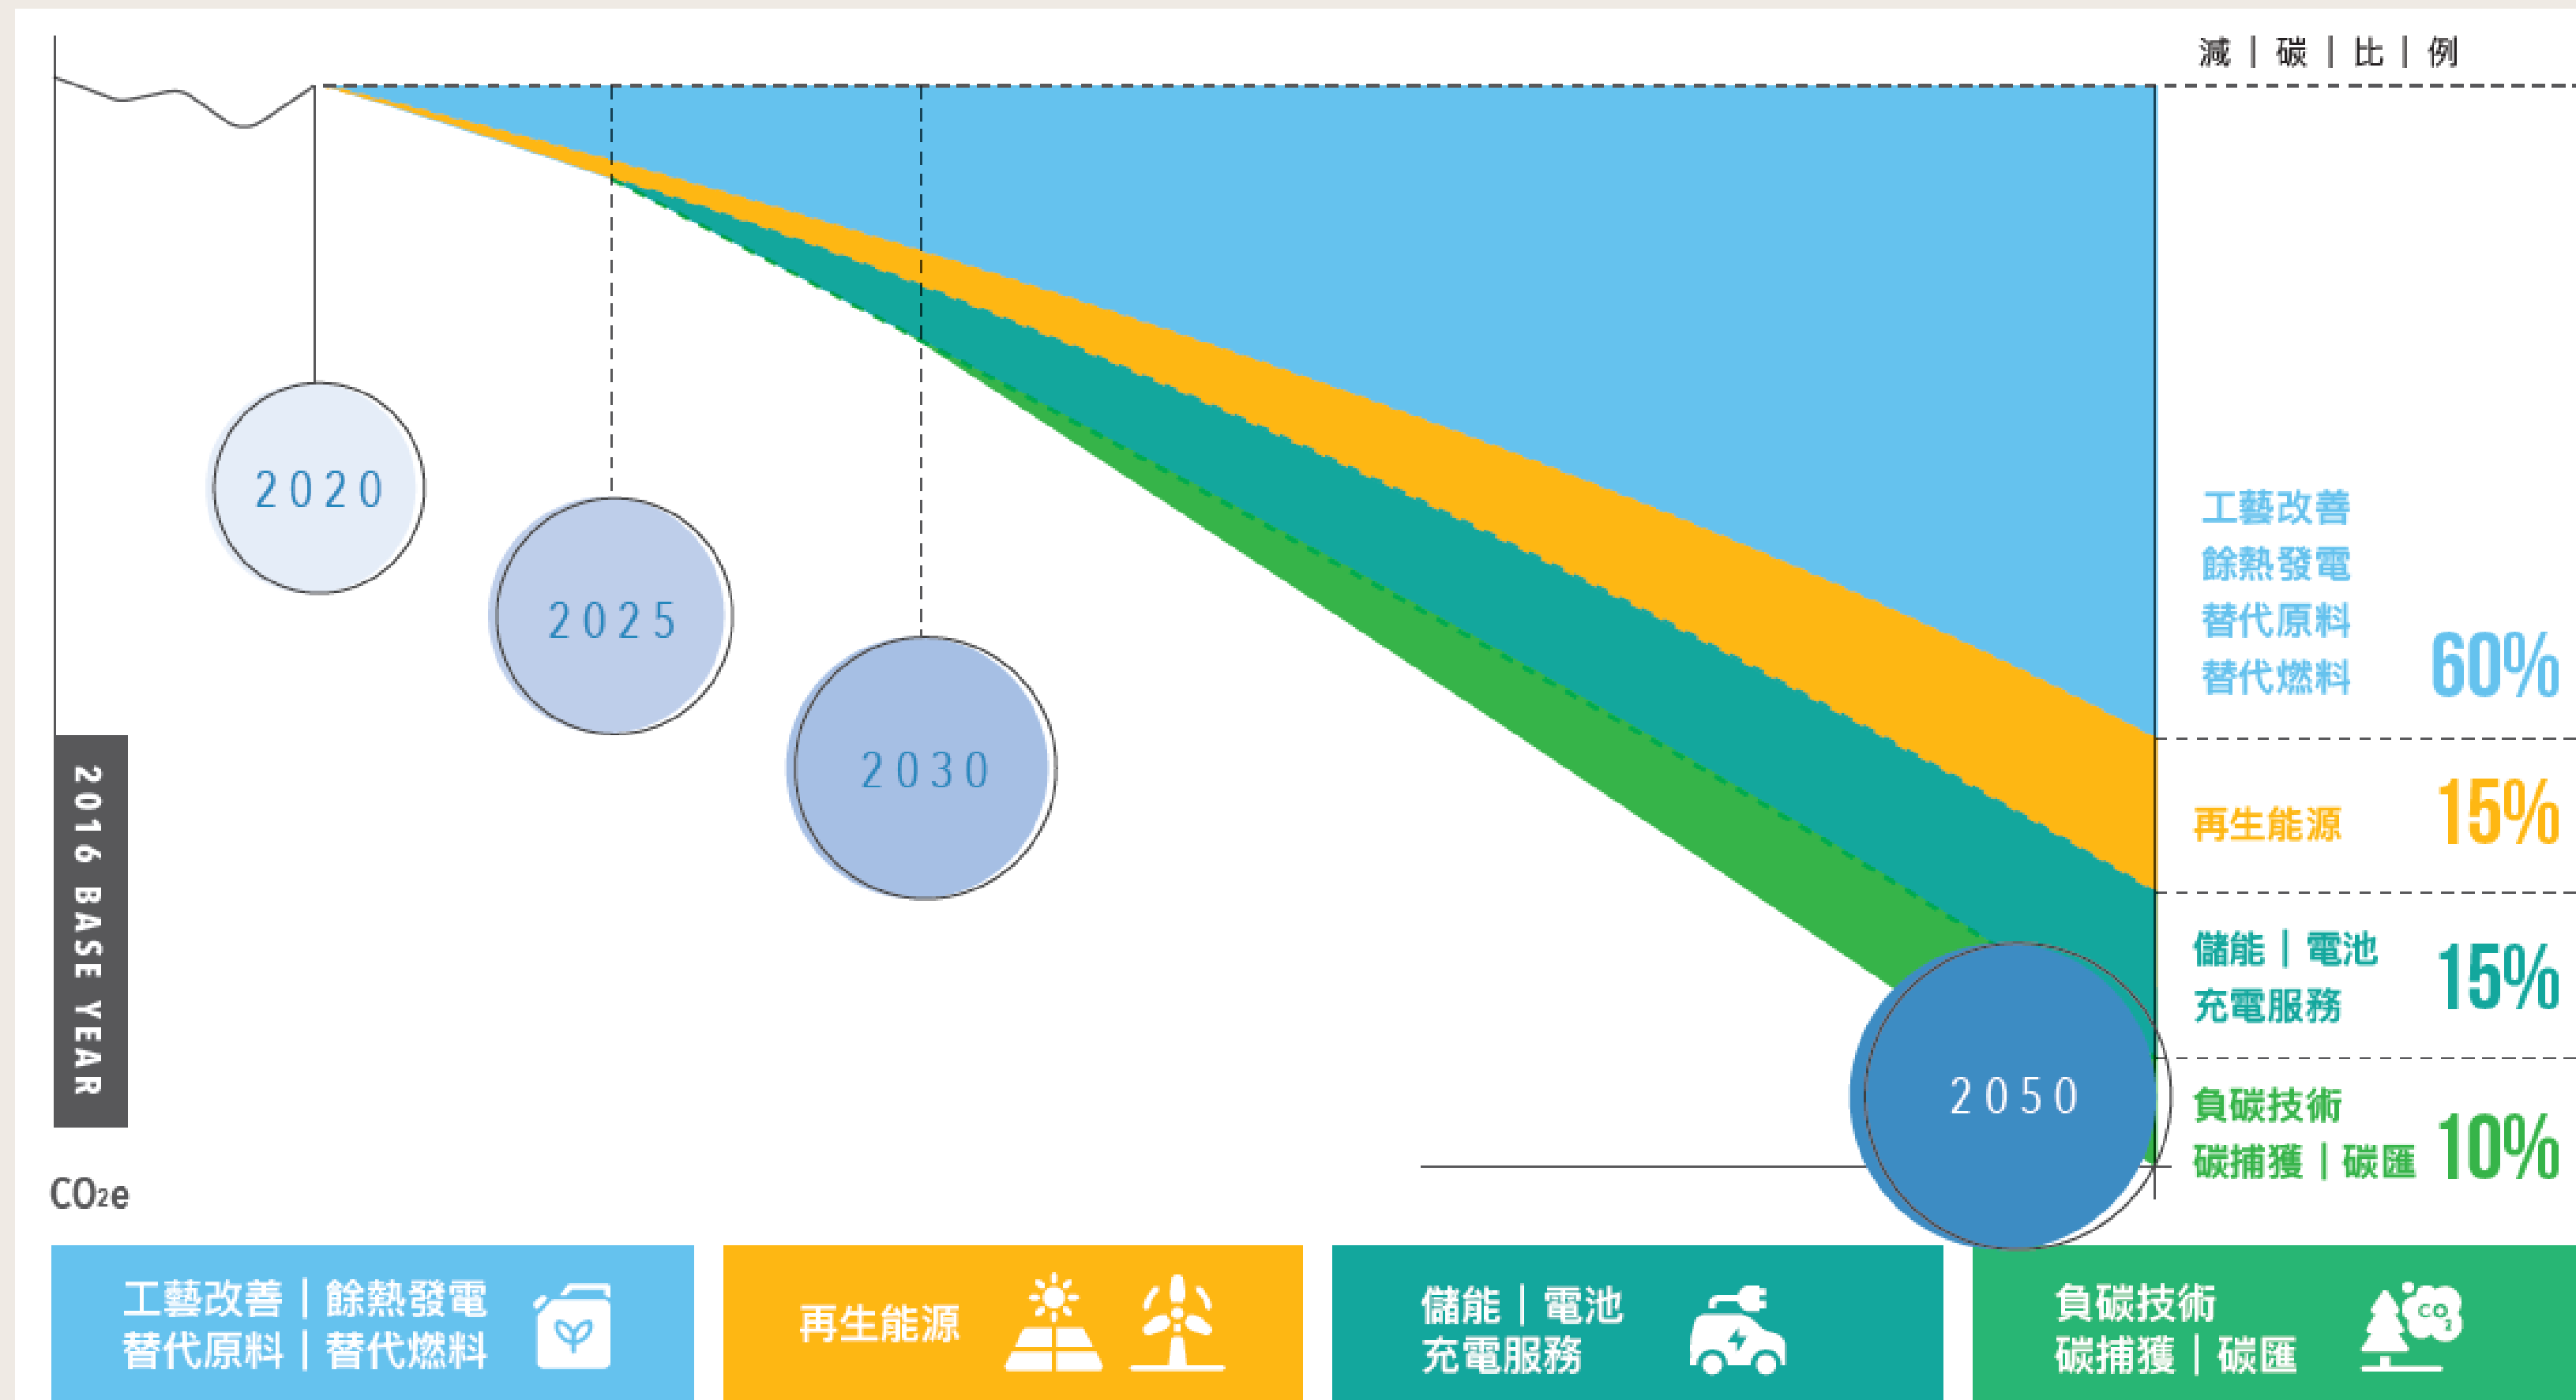 減|碳|比|例
2020
2025
2030
2050
2016 BASE YEAR
CO2e
工藝改善
餘熱發電
替代原料
替代燃料
60%
再生能源
15%
儲能|電池
充電服務
15%
負碳技術
碳捕獲|碳匯
10%
工藝改善|餘熱發電
替代原料|替代燃料
再生能源
儲能|電池
充電服務
負碳技術
碳捕獲|碳匯
CO2